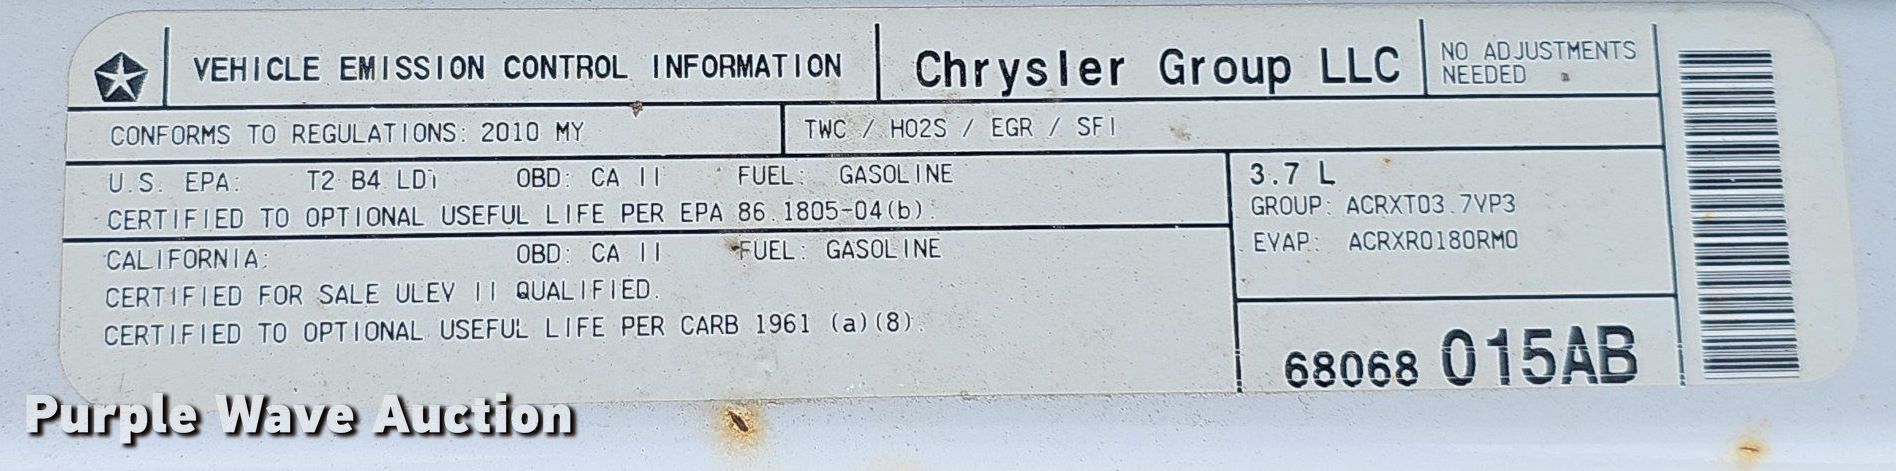 VEHICLE EMISSION CONTROL INFORMATION
Chrysler Group LLC
NO ADJUSTMENTS
NEEDED
CONFORMS TO REGULATIONS: 2010 MY
TWC / HO2S / EGR / SFI
U.S. EPA: T2 B4 LDT OBD: CA II FUEL: GASOLINE
CERTIFIED TO OPTIONAL USEFUL LIFE PER EPA 86.1805-04(b).
CALIFORNIA: OBD: CA II FUEL: GASOLINE
CERTIFIED FOR SALE ULEV II QUALIFIED.
CERTIFIED TO OPTIONAL USEFUL LIFE PER CARB 1961 (a)(8).
3.7 L
GROUP: ACRXT03.7VP3
EVAP: ACRXR0180RM0
68068 015AB
Purple Wave Auction